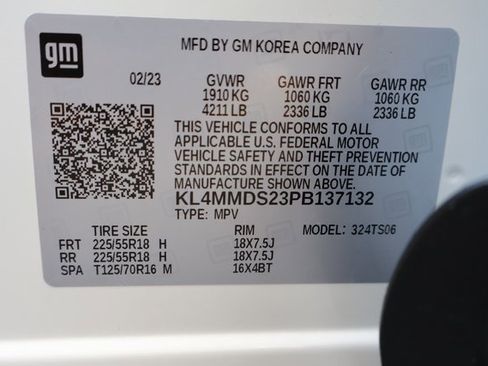 gm
MFD BY GM KOREA COMPANY
02/23 GVWR GAWR FRT GAWR RR
1910 KG 1060 KG 1060 KG
4211 LB 2336 LB 2336 LB
THIS VEHICLE CONFORMS TO ALL
APPLICABLE U.S. FEDERAL MOTOR
VEHICLE SAFETY AND THEFT PREVENTION
STANDARDS IN EFFECT ON THE DATE OF
MANUFACTURE SHOWN ABOVE.
KL4MMDS23PB137132
TYPE: MPV
TIRE SIZE RIM MODEL: 324TS06
FRT 225/55R18 H 18X7.5J
RR 225/55R18 H 18X7.5J
SPA T125/70R16 M 16X4BT